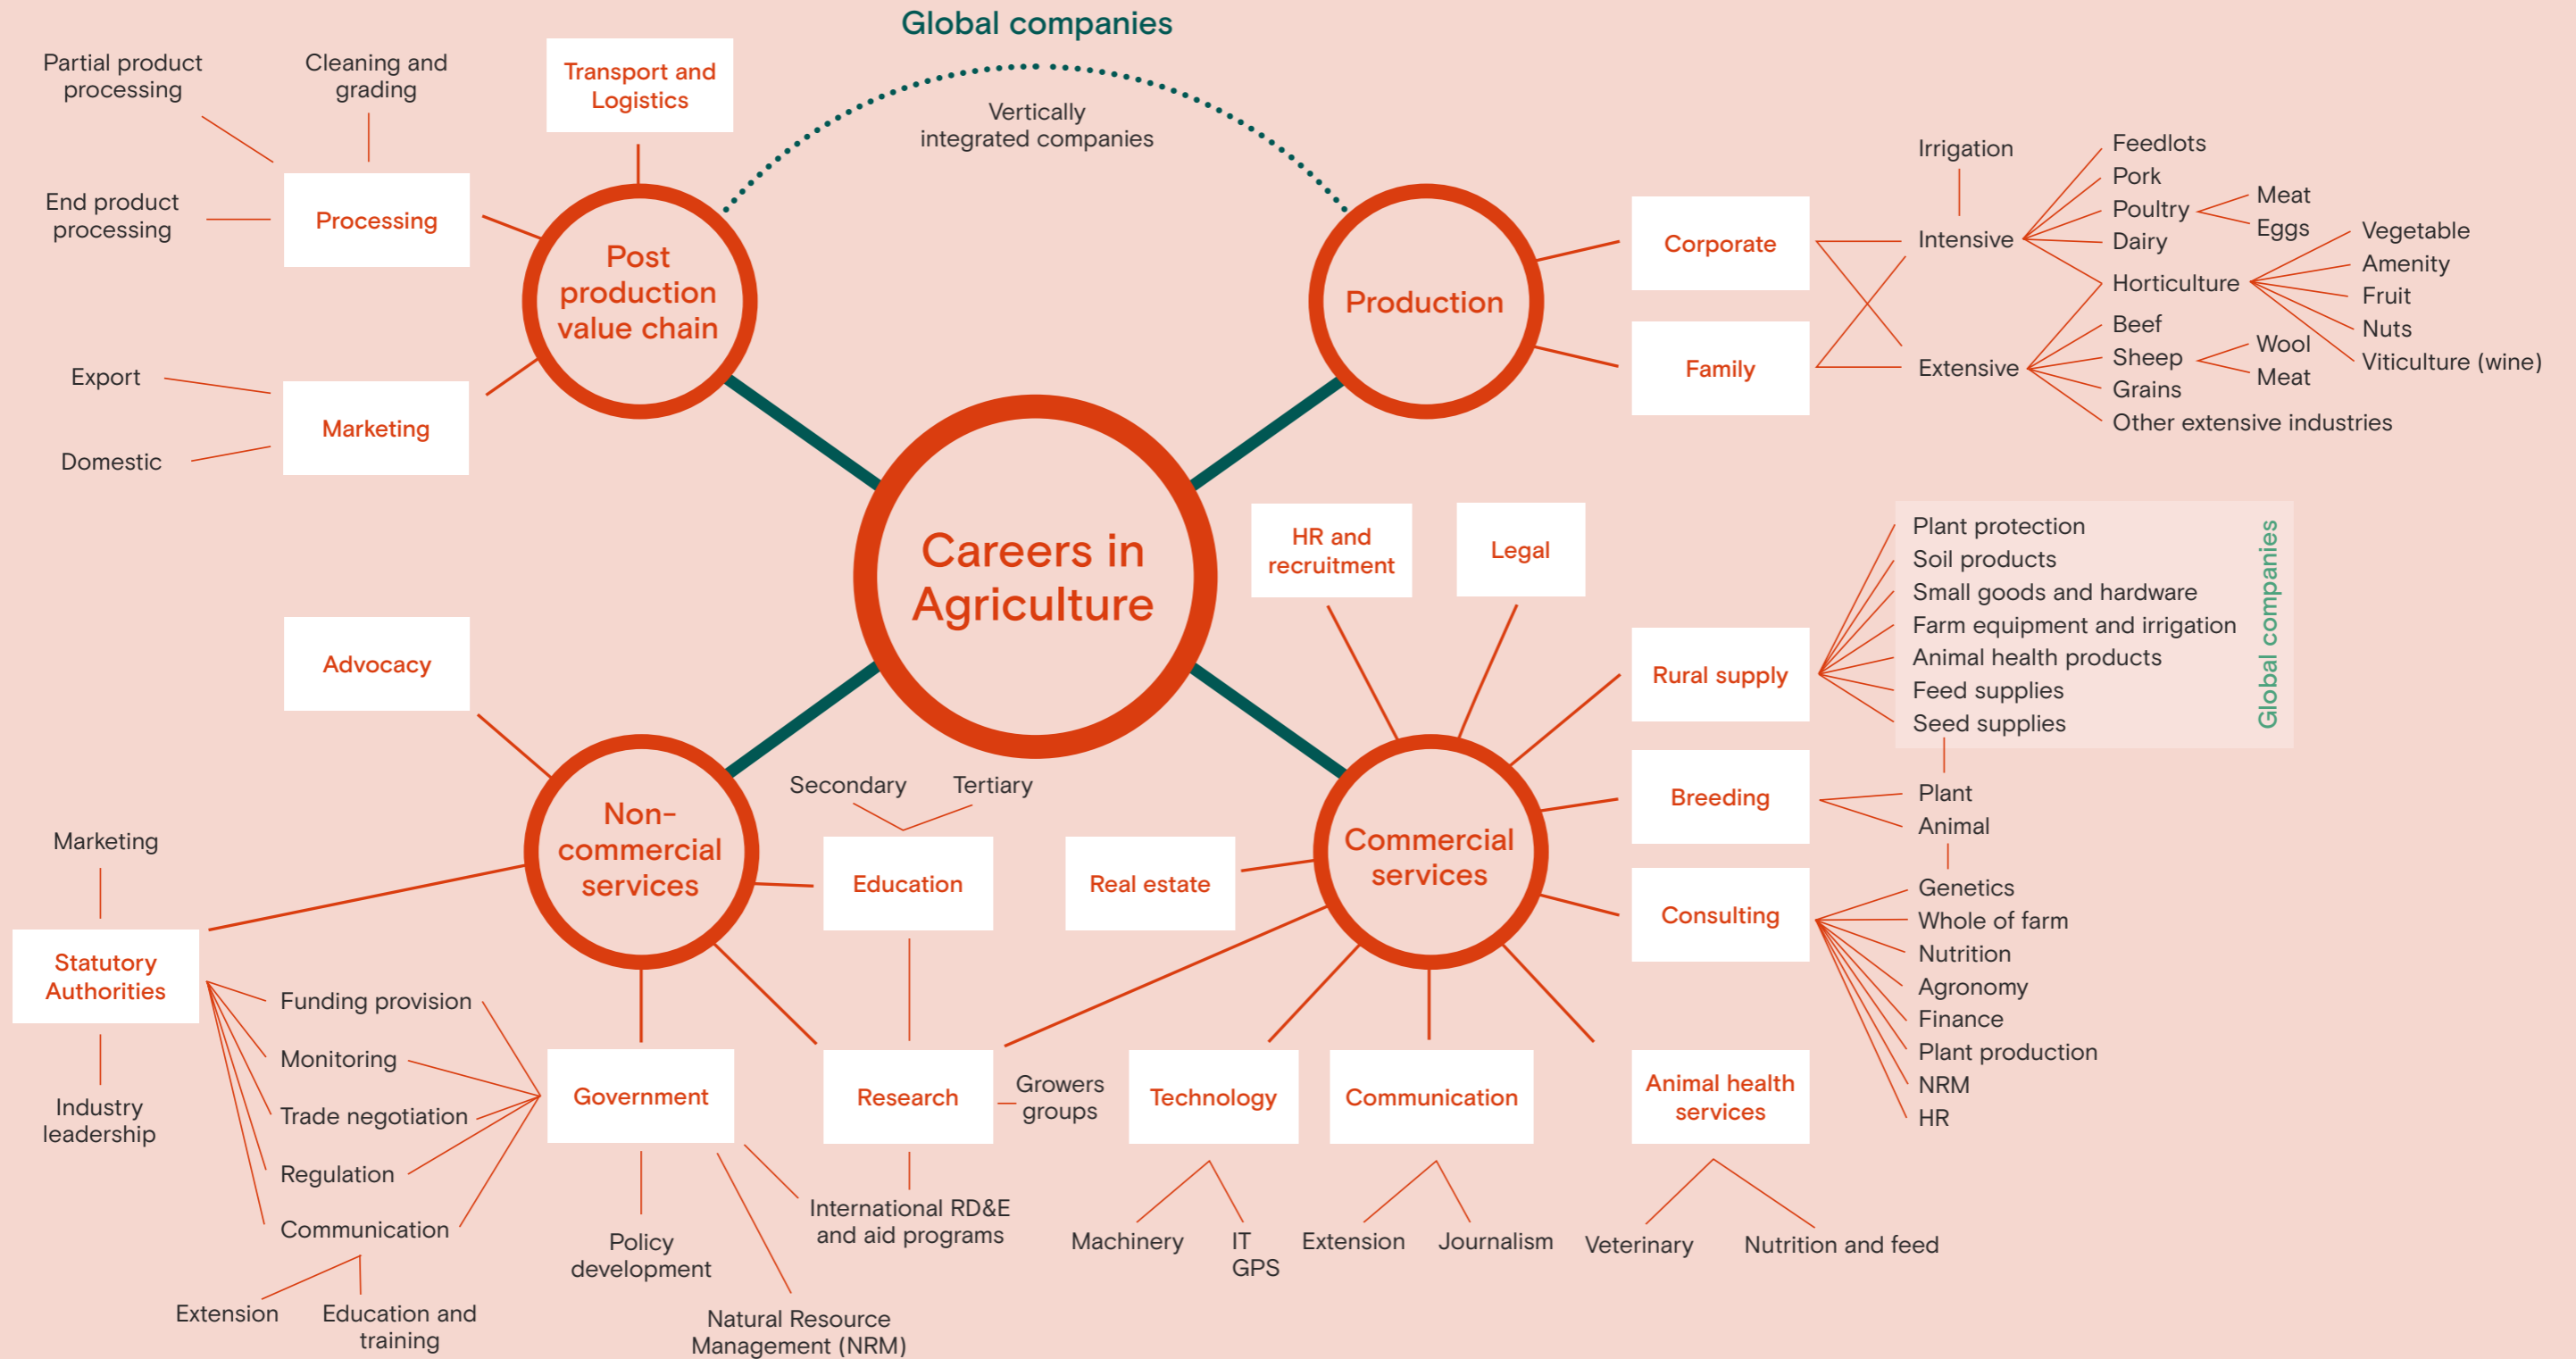 Global companies
Vertically
integrated companies
Careers in
Agriculture
Post
production
value chain
Transport and
Logistics
Partial product
processing
Cleaning and
grading
End product
processing
Processing
Export
Domestic
Marketing
Production
Corporate
Family
Irrigation
Intensive
Extensive
Feedlots
Pork
Poultry
Meat
Eggs
Dairy
Horticulture
Vegetable
Amenity
Fruit
Nuts
Viticulture (wine)
Beef
Sheep
Wool
Meat
Grains
Other extensive industries
Commercial
services
HR and
recruitment
Legal
Rural supply
Plant protection
Soil products
Small goods and hardware
Farm equipment and irrigation
Animal health products
Feed supplies
Seed supplies
Global companies
Breeding
Plant
Animal
Consulting
Genetics
Whole of farm
Nutrition
Agronomy
Finance
Plant production
NRM
HR
Real estate
Technology
Machinery
IT
GPS
Communication
Extension
Journalism
Animal health
services
Veterinary
Nutrition and feed
Non-
commercial
services
Advocacy
Secondary
Tertiary
Education
Research
Growers
groups
International RD&E
and aid programs
Government
Policy
development
Natural Resource
Management (NRM)
Marketing
Statutory
Authorities
Industry
leadership
Funding provision
Monitoring
Trade negotiation
Regulation
Communication
Extension
Education and
training